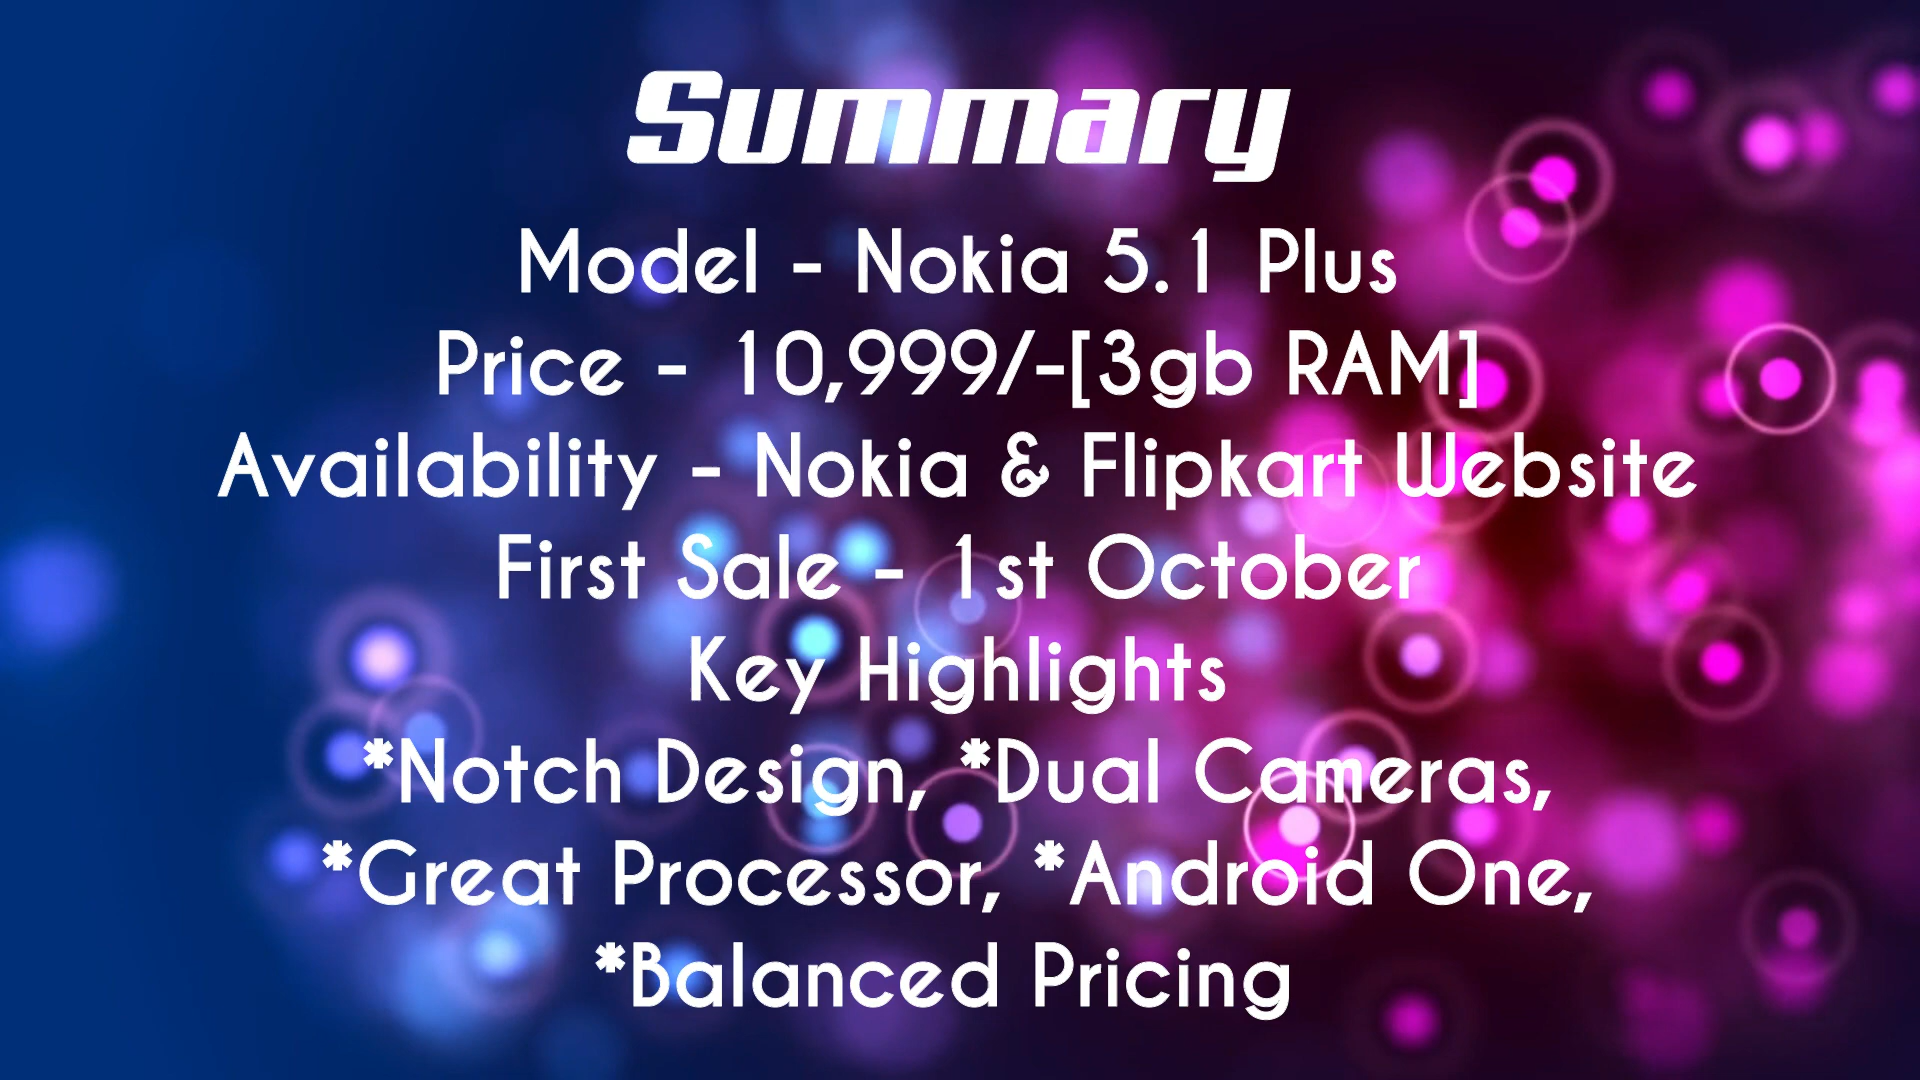 Summary
Model - Nokia 5.1 Plus
Price - 10,999/-[3gb RAM]
Availability - Nokia & Flipkart Website
First Sale - 1st October
Key Highlights
*Notch Design, *Dual Cameras,
*Great Processor, *Android One,
*Balanced Pricing